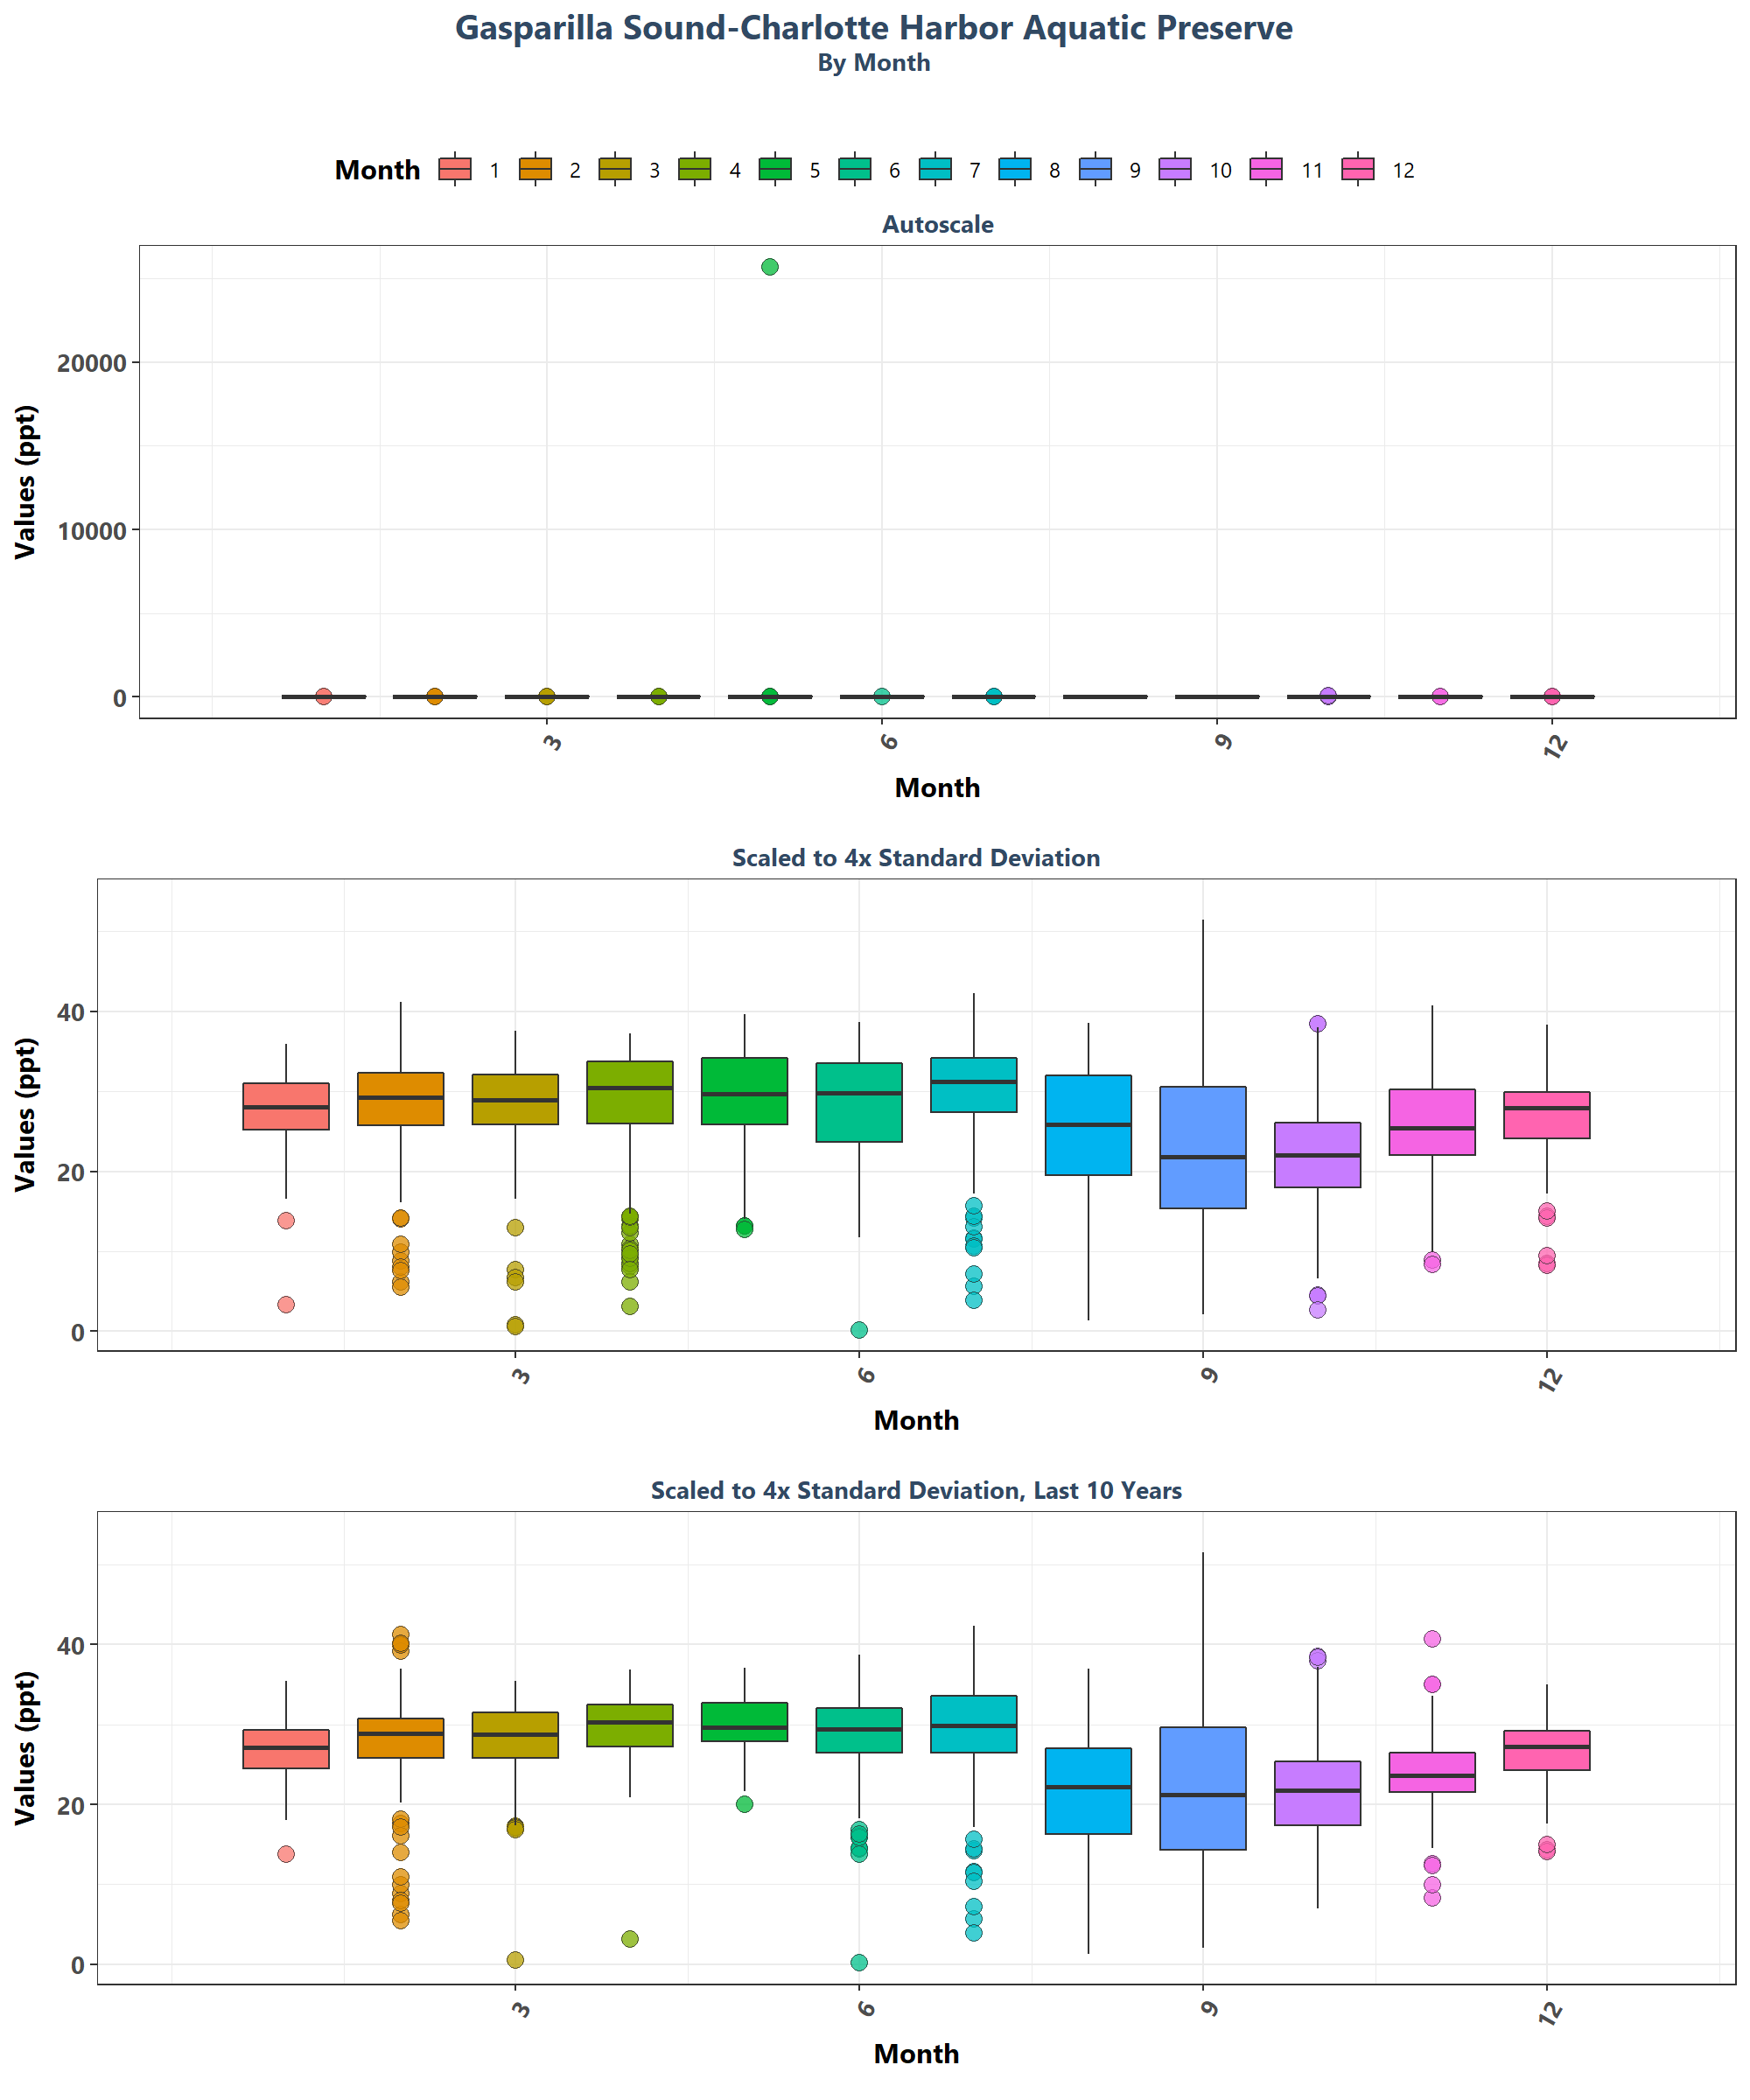 Gasparilla Sound-Charlotte Harbor Aquatic Preserve
By Month
Month 1 2 3 4 5 6 7 8 9 10 11 12
Autoscale
Values (ppt)
20000
10000
0
3 6 9 12
Month
Scaled to 4x Standard Deviation
Values (ppt)
40
20
0
3 6 9 12
Month
Scaled to 4x Standard Deviation, Last 10 Years
Values (ppt)
40
20
0
3 6 9 12
Month